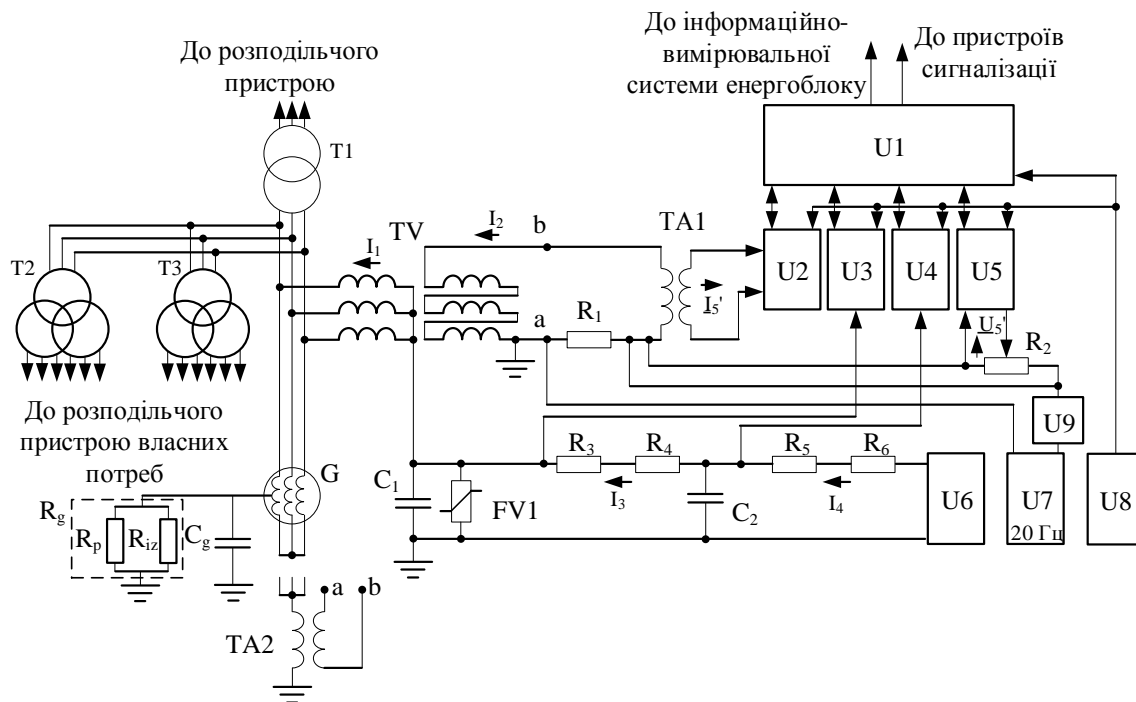 До розподільчого
пристрою
До інформаційно-
вимірювальної
системи енергоблоку
До пристроїв
сигналізації
T1
U1
T2
T3
I1
TV
I2
b
TA1
I5'
U2
U3
U4
U5
a
R1
U5'
R2
До розподільчого
пристрою власних
потреб
U9
G
C1
FV1
R3
R4
I3
C2
R5
R6
I4
U6
U7
20 Гц
U8
Rg
Rp
Riz
Cg
a
b
TA2